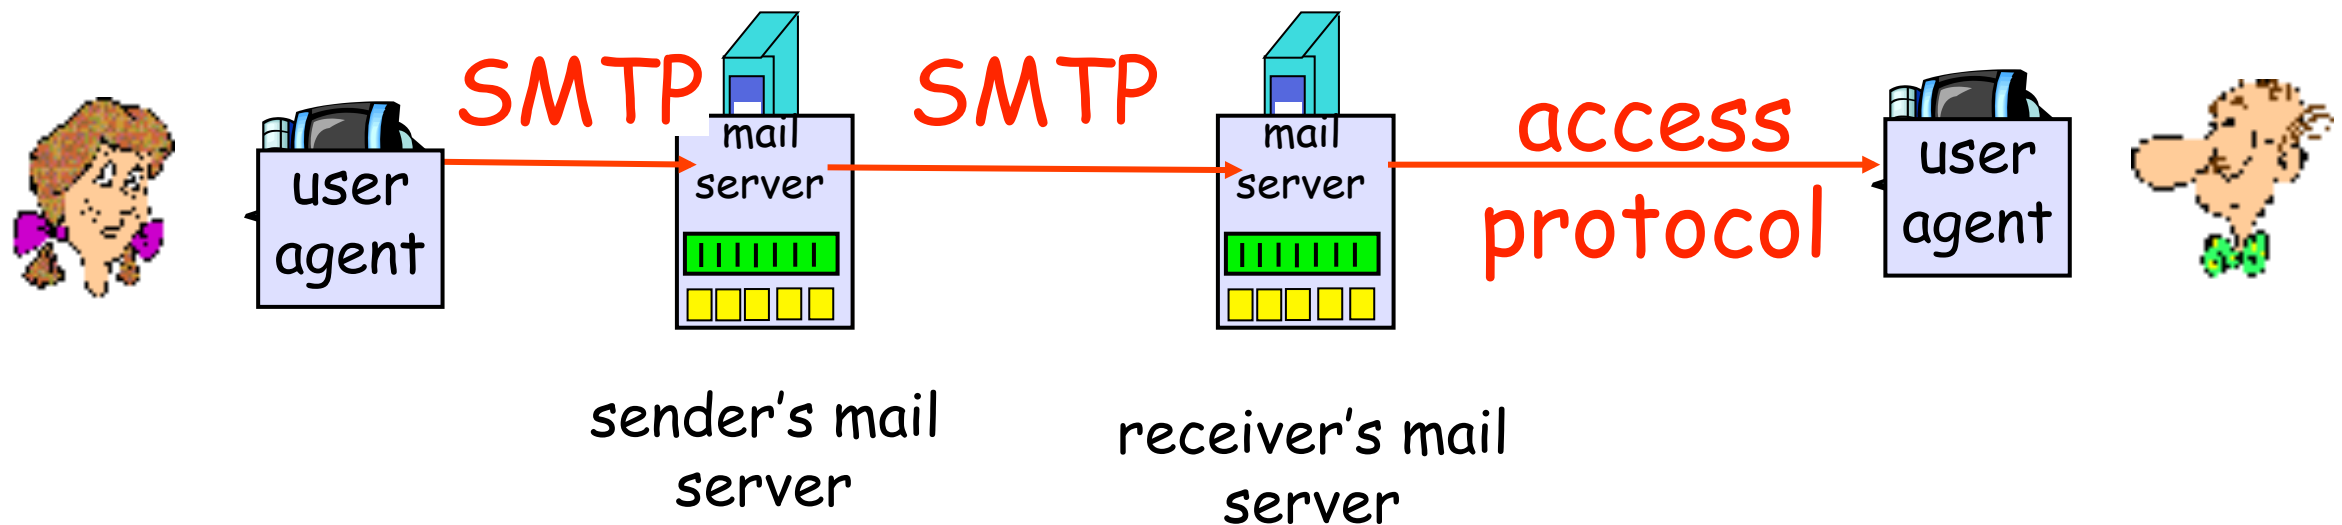 SMTP
SMTP
access
protocol
user
agent
mail
server
mail
server
user
agent
sender's mail
server
receiver's mail
server